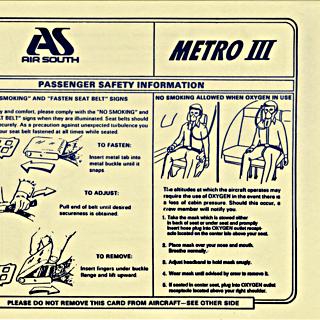 AS
AIR SOUTH
METRO III
PASSENGER SAFETY INFORMATION
SMOKING" AND "FASTEN SEAT BELT" SIGNS
y and comfort, please comply with the "NO SMOKING" and
T BELT" signs when they are illuminated. Seat belts should
ecurely. As a precaution against unexpected turbulence you
our seat belt fastened at all times while seated.
TO FASTEN:
Insert metal tab into
metal buckle until it
snaps.
TO ADJUST:
Pull end of belt until desired
secureness is obtained.
TO REMOVE:
Insert fingers under buckle
flange and lift upward.
NO SMOKING ALLOWED WHEN OXYGEN IN USE
The altitudes at which the aircraft operates may
require the use of OXYGEN in the event there is
a loss of cabin pressure. Should this occur, a
crew member will notify you.
1. Take the mask which is stowed either
in back of seat or under seat and promptly
insert hose plug into OXYGEN outlet recept-
acle located on the center isle above your seat.
2. Place mask over your nose and mouth.
Breathe normally.
3. Adjust headband to hold mask snugly.
4. Wear mask until advised by crew to remove it.
5. If seated in center seat, plug into OXYGEN outlet
receptacle above your right shoulder.
PLEASE DO NOT REMOVE THIS CARD FROM AIRCRAFT—SEE OTHER SIDE